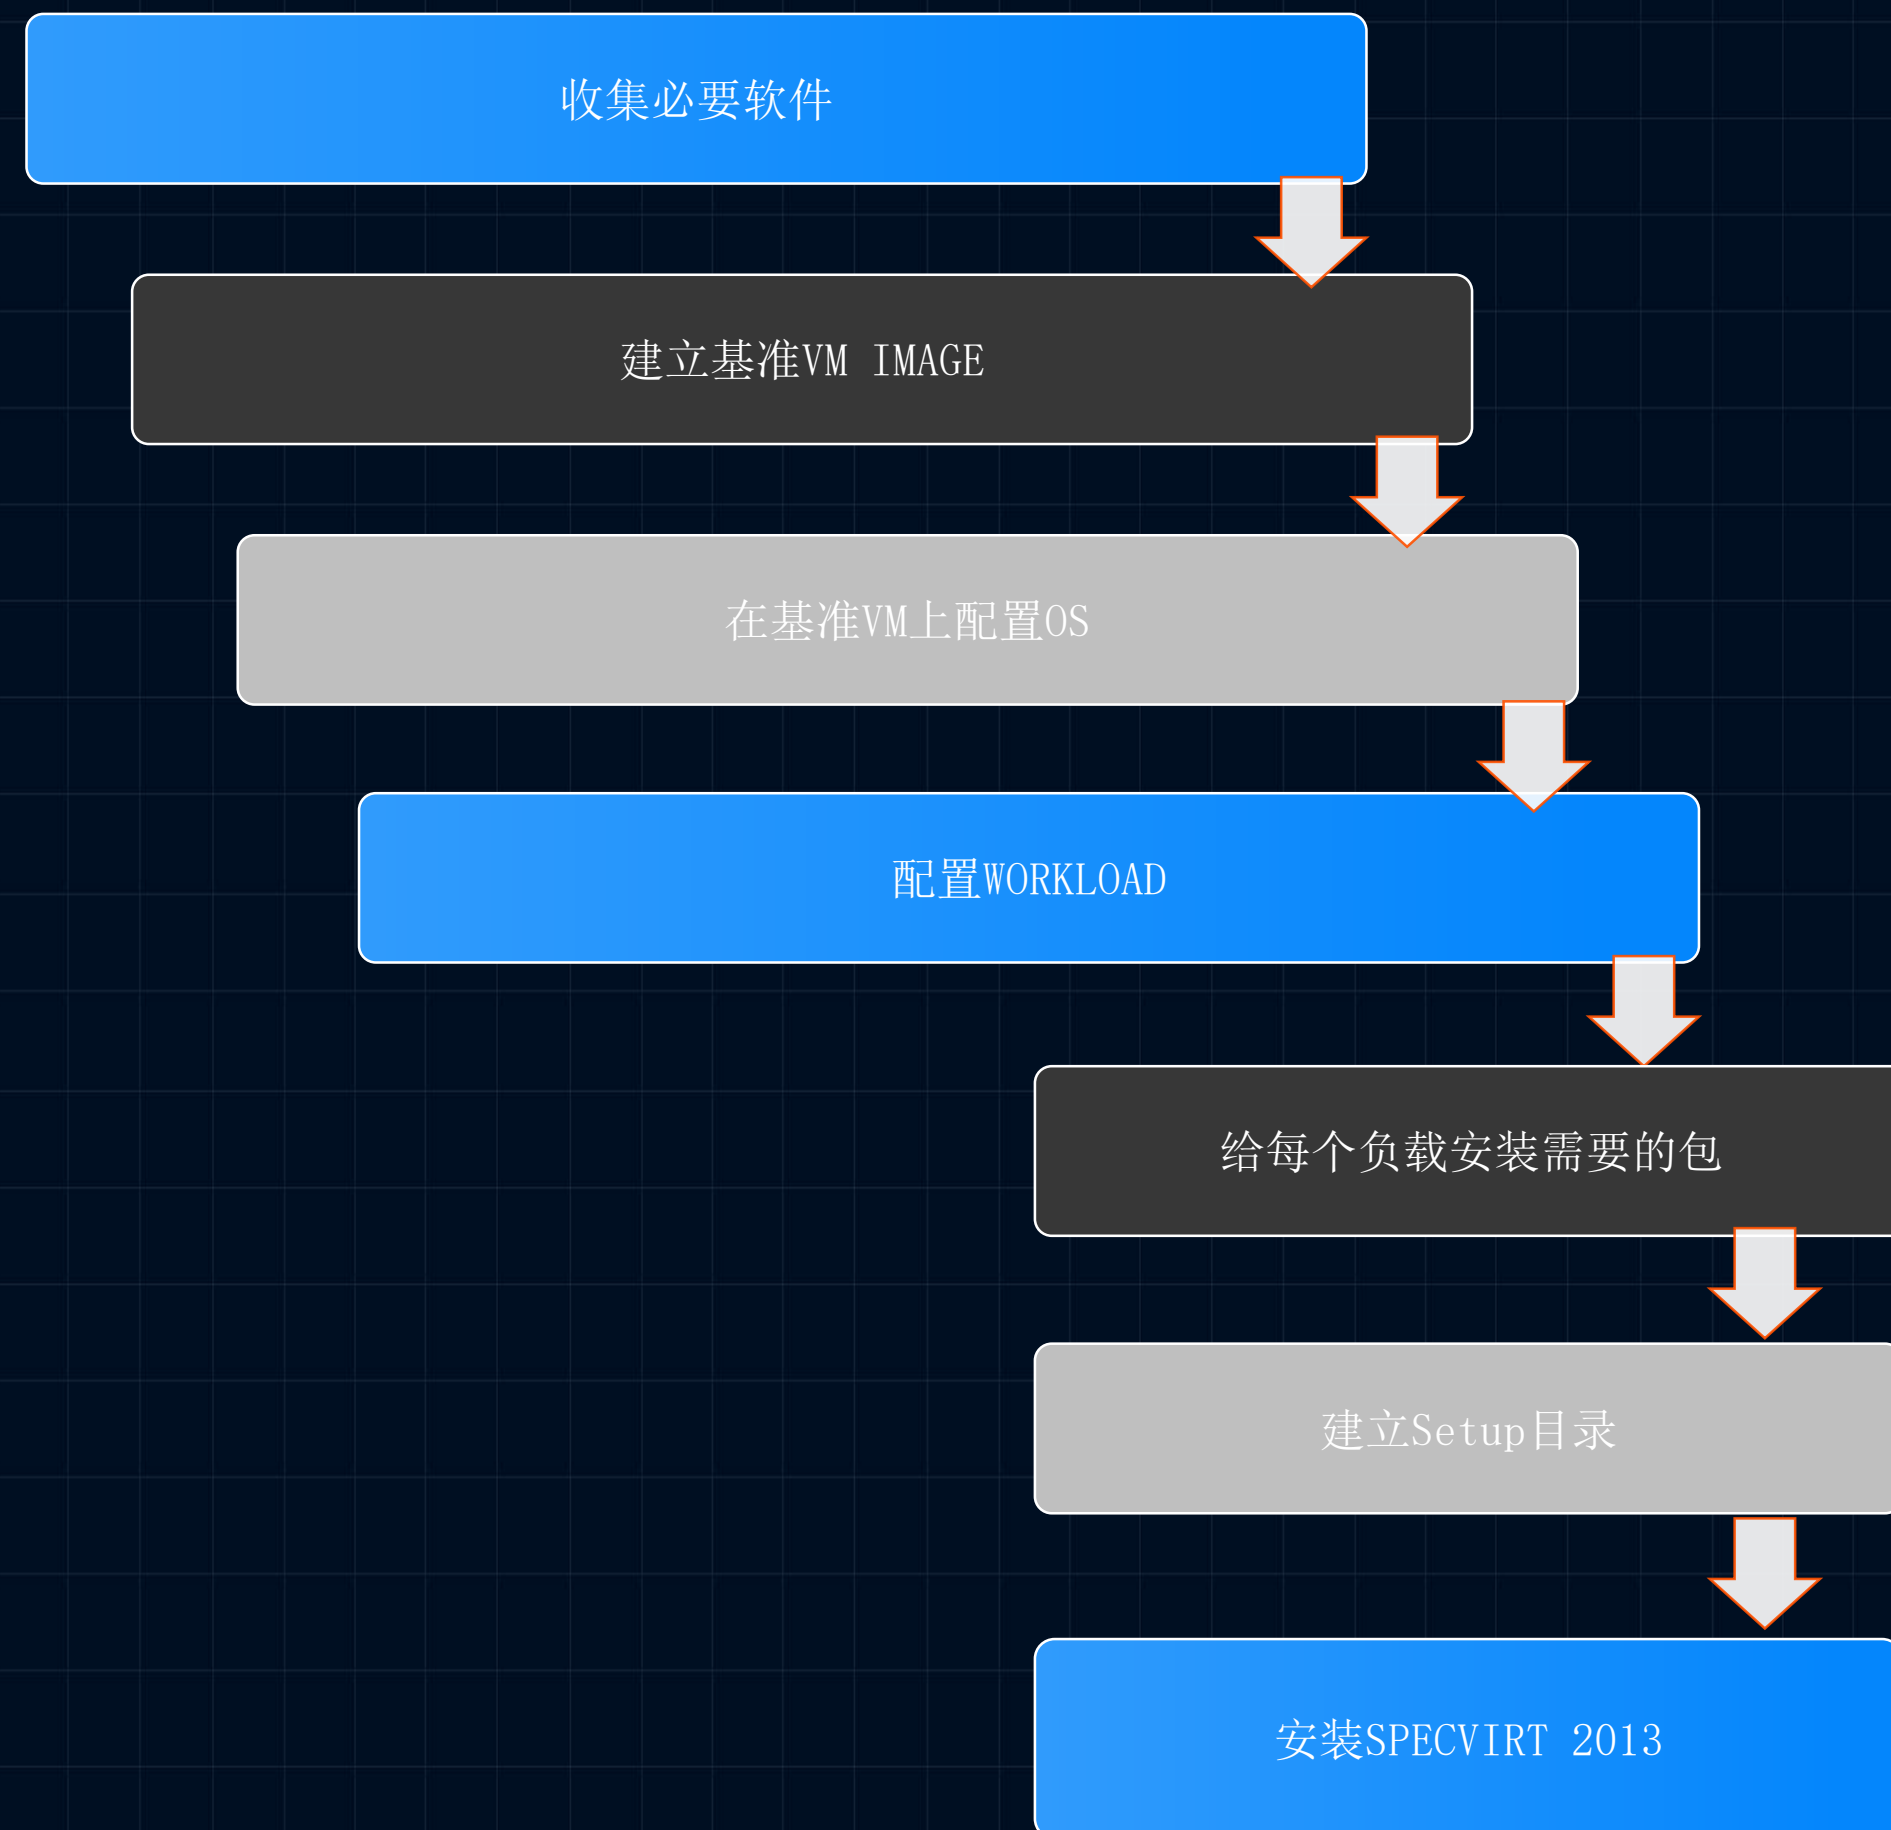 收集必要软件
建立基准VM IMAGE
在基准VM上配置OS
配置WORKLOAD
给每个负载安装需要的包
建立Setup目录
安装SPECVIRT 2013